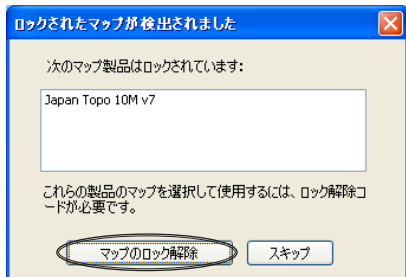 ロックされたマップが検出されました
次のマップ製品はロックされています:
Japan Topo 10M v7
これらの製品のマップを選択して使用するには、ロック解除コ
ードが必要です。
マップのロック解除
スキップ